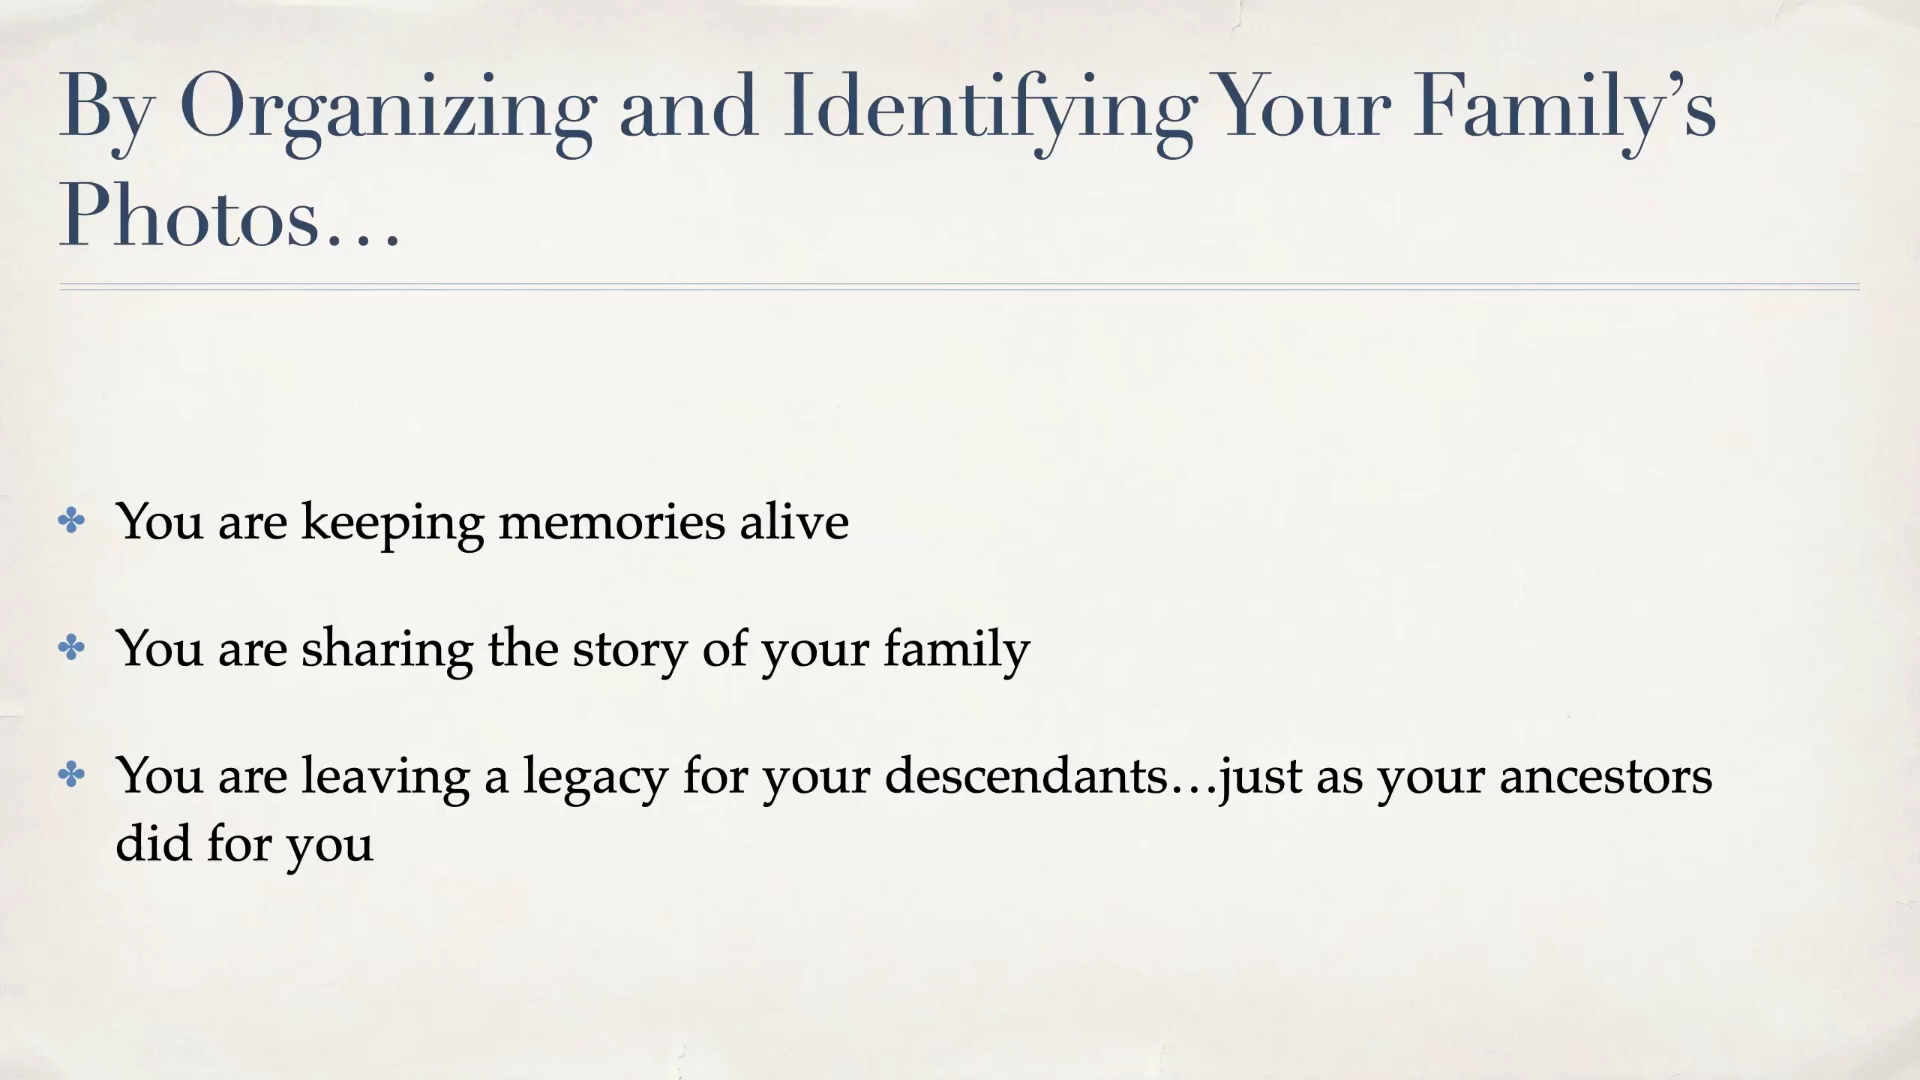 By Organizing and Identifying Your Family’s
Photos…
You are keeping memories alive
You are sharing the story of your family
You are leaving a legacy for your descendants…just as your ancestors
did for you